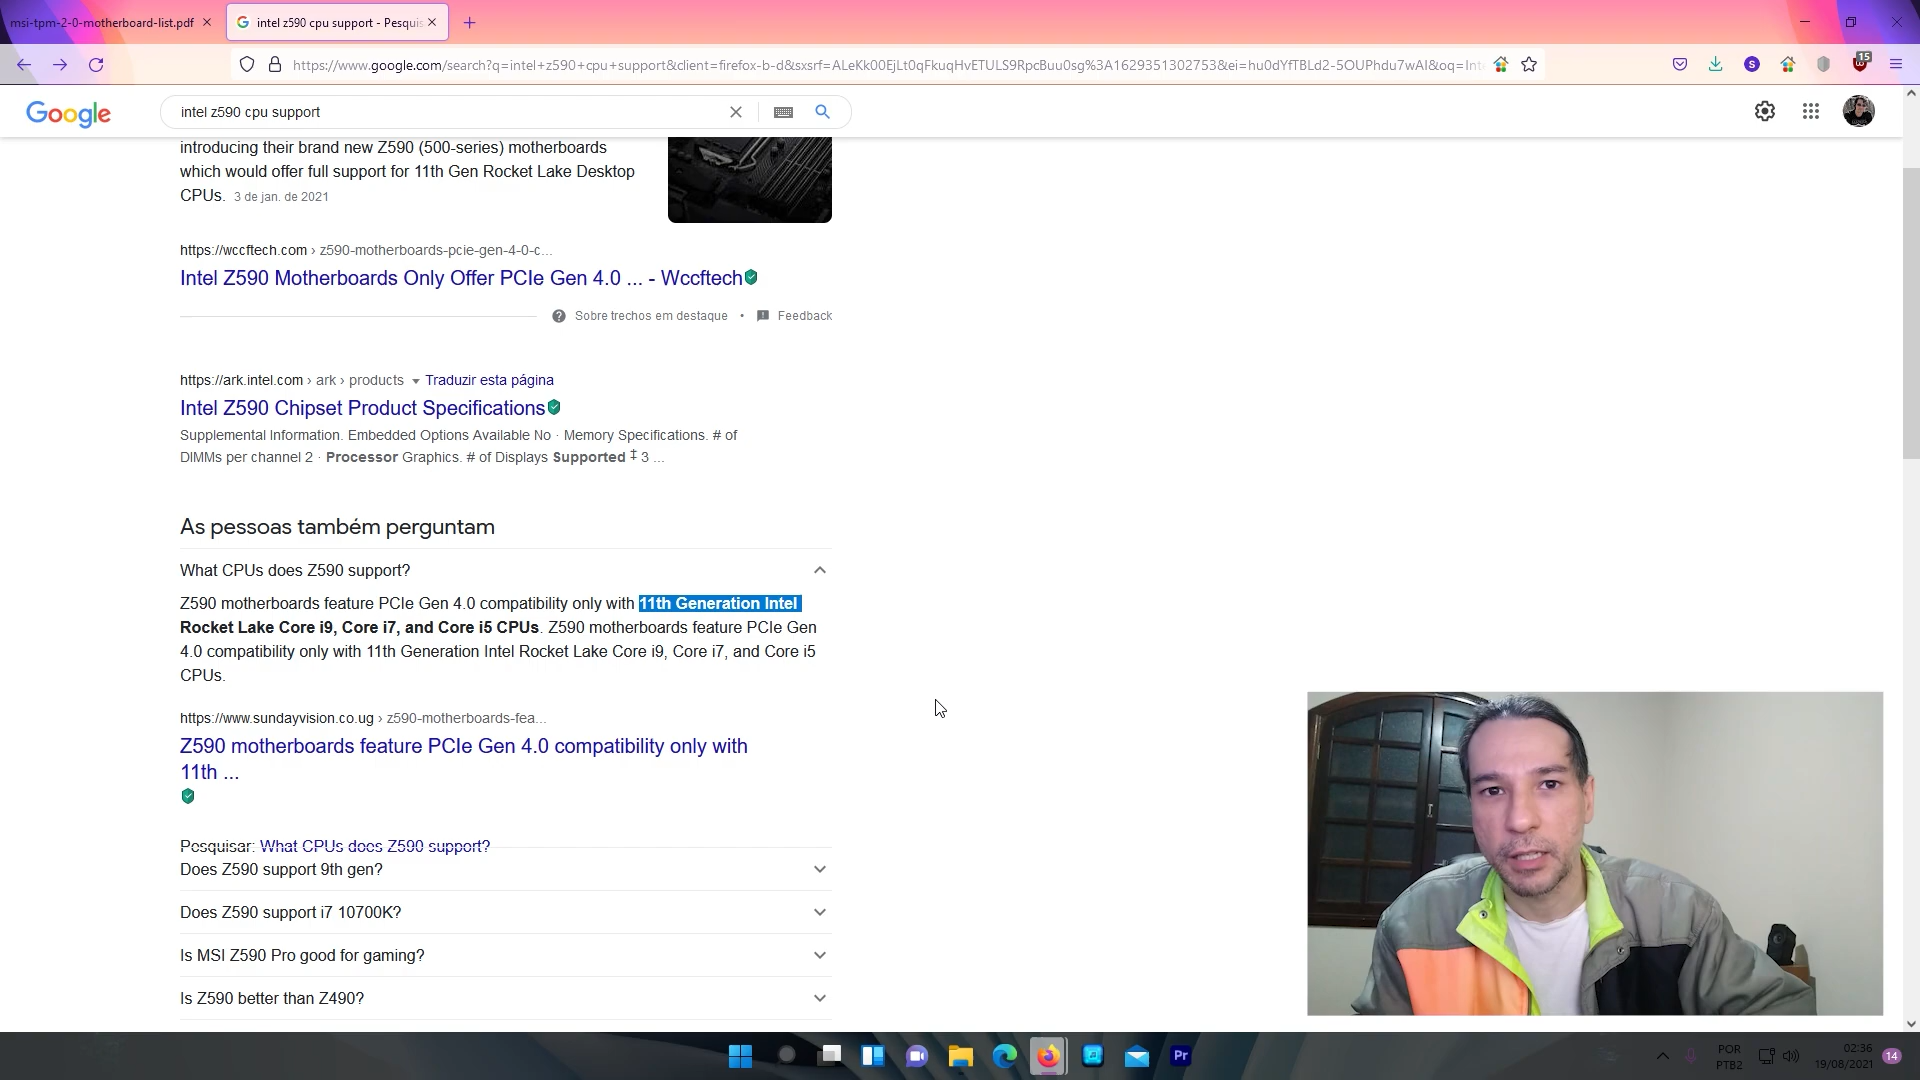 msi-tpm-2-0-motherboard-list.pdf
intel z590 cpu support - Pesquis
https://www.google.com/search?q=intel+z590+cpu+support&client=firefox-b-d&sxsrf=ALeKk00EjLt0qFkuqHvETULS9RpcBuu0sg%3A1629351302753&ei=hu0dYfTBLd2-5OUPhdu7wAI&oq=Int
15
Google
intel z590 cpu support
introducing their brand new Z590 (500-series) motherboards
which would offer full support for 11th Gen Rocket Lake Desktop
CPUs. 3 de jan. de 2021
https://wccftech.com › z590-motherboards-pcie-gen-4-0-c...
Intel Z590 Motherboards Only Offer PCIe Gen 4.0 ... - Wccftech
Sobre trechos em destaque • Feedback
https://ark.intel.com › ark › products Traduzir esta página
Intel Z590 Chipset Product Specifications
Supplemental Information. Embedded Options Available No · Memory Specifications. # of
DIMMs per channel 2 · Processor Graphics. # of Displays Supported ‡ 3 ...
As pessoas também perguntam
What CPUs does Z590 support?
Z590 motherboards feature PCIe Gen 4.0 compatibility only with 11th Generation Intel
Rocket Lake Core i9, Core i7, and Core i5 CPUs. Z590 motherboards feature PCIe Gen
4.0 compatibility only with 11th Generation Intel Rocket Lake Core i9, Core i7, and Core i5
CPUs.
https://www.sundayvision.co.ug › z590-motherboards-fea...
Z590 motherboards feature PCIe Gen 4.0 compatibility only with
11th ...
Pesquisar: What CPUs does Z590 support?
Does Z590 support 9th gen?
Does Z590 support i7 10700K?
Is MSI Z590 Pro good for gaming?
Is Z590 better than Z490?
Pr
POR
PTB2
02:36
19/08/2021
14